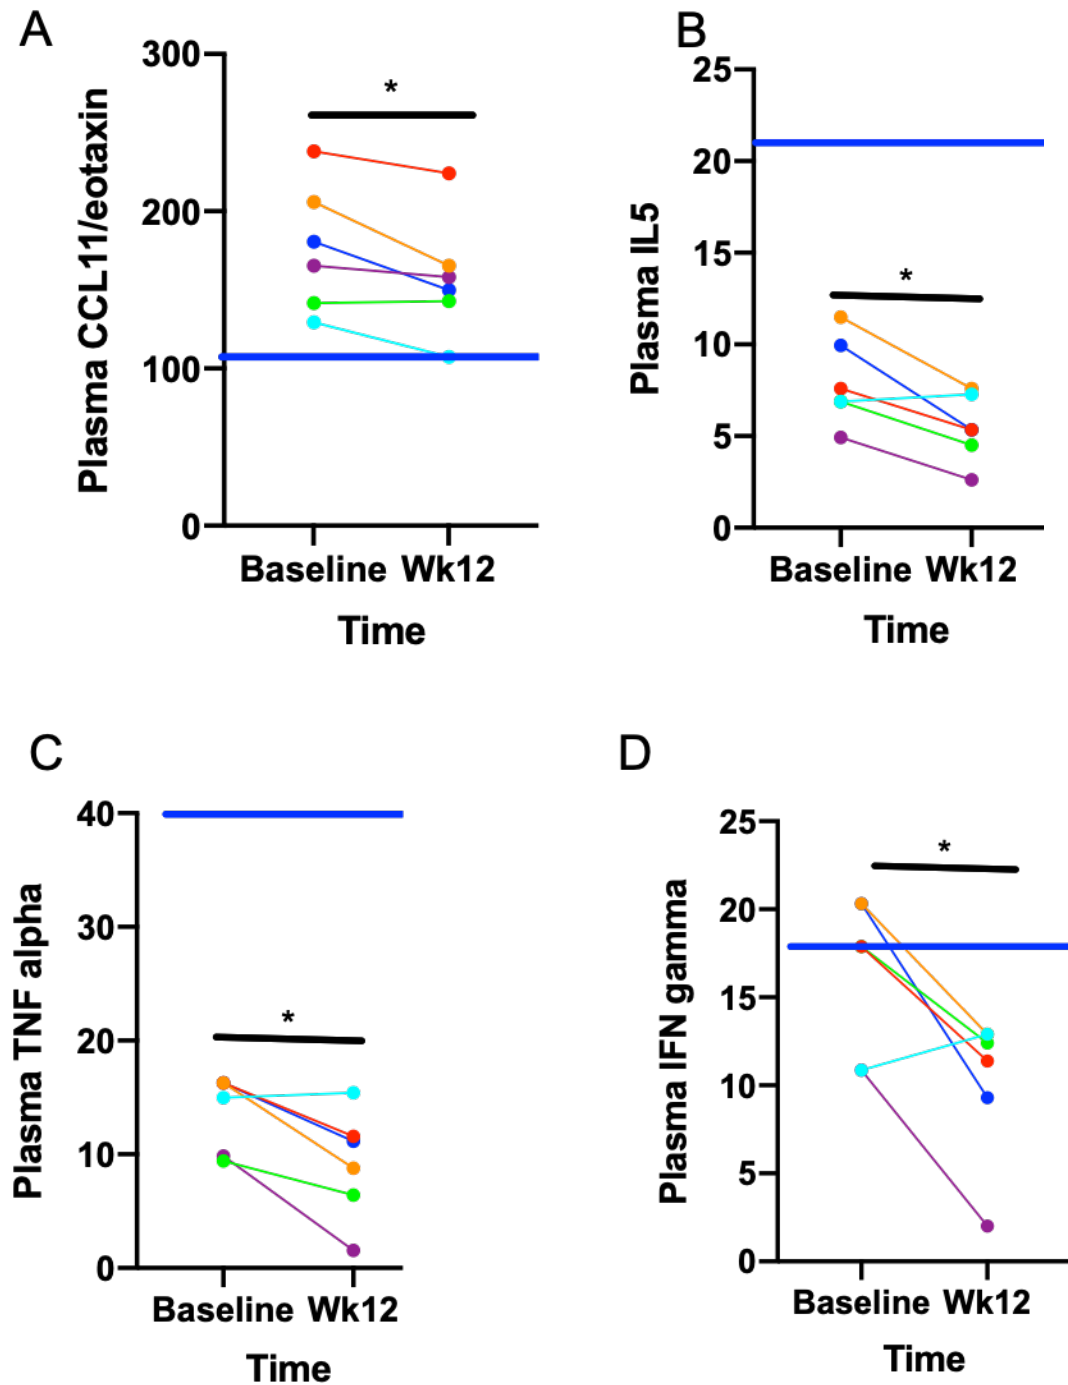 A
Plasma CCL11/eotaxin
300
200
100
0
*
Baseline Wk12
Time
B
Plasma IL5
25
20
15
10
5
0
*
Baseline Wk12
Time
C
Plasma TNF alpha
40
30
20
10
0
*
Baseline Wk12
Time
D
Plasma IFN gamma
25
20
15
10
5
0
*
Baseline Wk12
Time